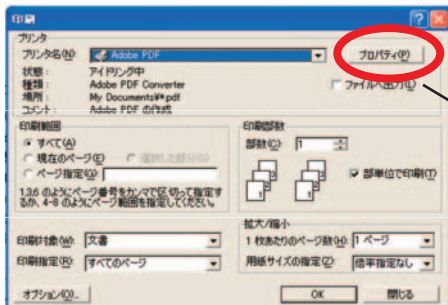 印刷
プリンタ
プリンタ名(N): Adobe PDF
プロパティ(P)
状態: アイドリング中
種類: Adobe PDF Converter
場所: My Documents¥*.pdf
コメント: Adobe PDF の作成
ファイルへ出力(L)
印刷範囲
すべて(A)
現在のページ(E) 選択した部分(S)
ページ指定(G):
1,3,6 のようにページ番号をカンマで区切って指定するか、4-8 のようにページ範囲を指定してください。
印刷部数
部数(C): 1
部単位で印刷(T)
印刷対象(W): 文書
印刷指定(R): すべてのページ
拡大/縮小
1 枚あたりのページ数(H): 1 ページ
用紙サイズの指定(Z): 倍率指定なし
オプション(O)...
OK
閉じる